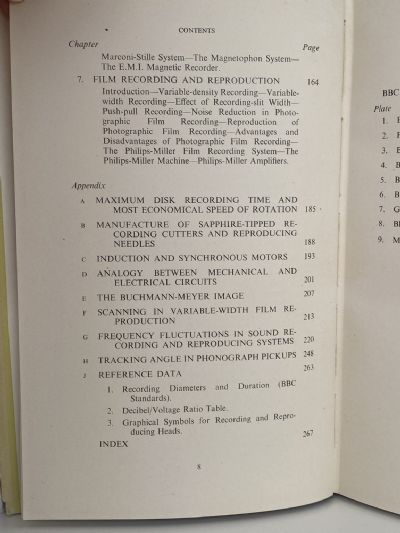 CONTENTS
Chapter Page
Marconi-Stille System—The Magnetophon System—
The E.M.I. Magnetic Recorder.
7. FILM RECORDING AND REPRODUCTION 164
Introduction—Variable-density Recording—Variable-
width Recording—Effect of Recording-slit Width—
Push-pull Recording—Noise Reduction in Photo-
graphic Film Recording—Reproduction of
Photographic Film Recording—Advantages and
Disadvantages of Photographic Film Recording—
The Philips-Miller Film Recording System—The
Philips-Miller Machine—Philips-Miller Amplifiers.
Appendix
A MAXIMUM DISK RECORDING TIME AND
MOST ECONOMICAL SPEED OF ROTATION 185
B MANUFACTURE OF SAPPHIRE-TIPPED RE-
CORDING CUTTERS AND REPRODUCING
NEEDLES 188
C INDUCTION AND SYNCHRONOUS MOTORS 193
D ANALOGY BETWEEN MECHANICAL AND
ELECTRICAL CIRCUITS 201
E THE BUCHMANN-MEYER IMAGE 207
F SCANNING IN VARIABLE-WIDTH FILM RE-
PRODUCTION 213
G FREQUENCY FLUCTUATIONS IN SOUND RE-
CORDING AND REPRODUCING SYSTEMS 220
H TRACKING ANGLE IN PHONOGRAPH PICKUPS 248
J REFERENCE DATA 263
1. Recording Diameters and Duration (BBC
Standards).
2. Decibel/Voltage Ratio Table.
3. Graphical Symbols for Recording and Repro-
ducing Heads.
INDEX 267
8
BBC
Plate
1.
2.
3.
4.
5.
6.
7.
8.
9.